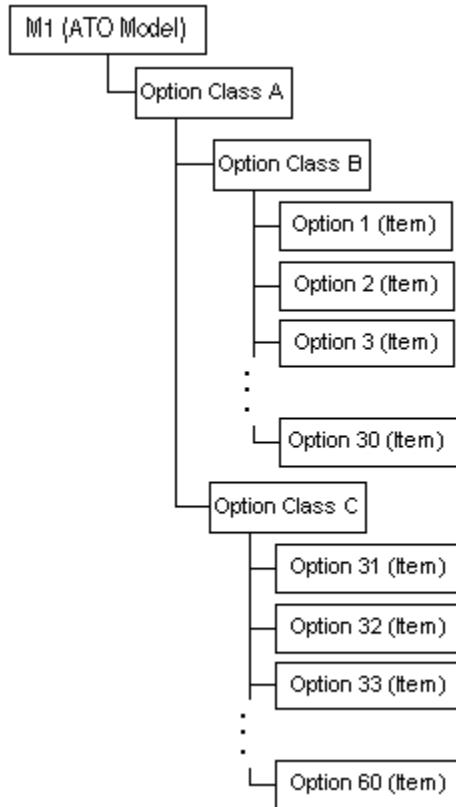 M1 (ATO Model)
Option Class A
Option Class B
Option 1 (Item)
Option 2 (Item)
Option 3 (Item)
Option 30 (Item)
Option Class C
Option 31 (Item)
Option 32 (Item)
Option 33 (Item)
Option 60 (Item)